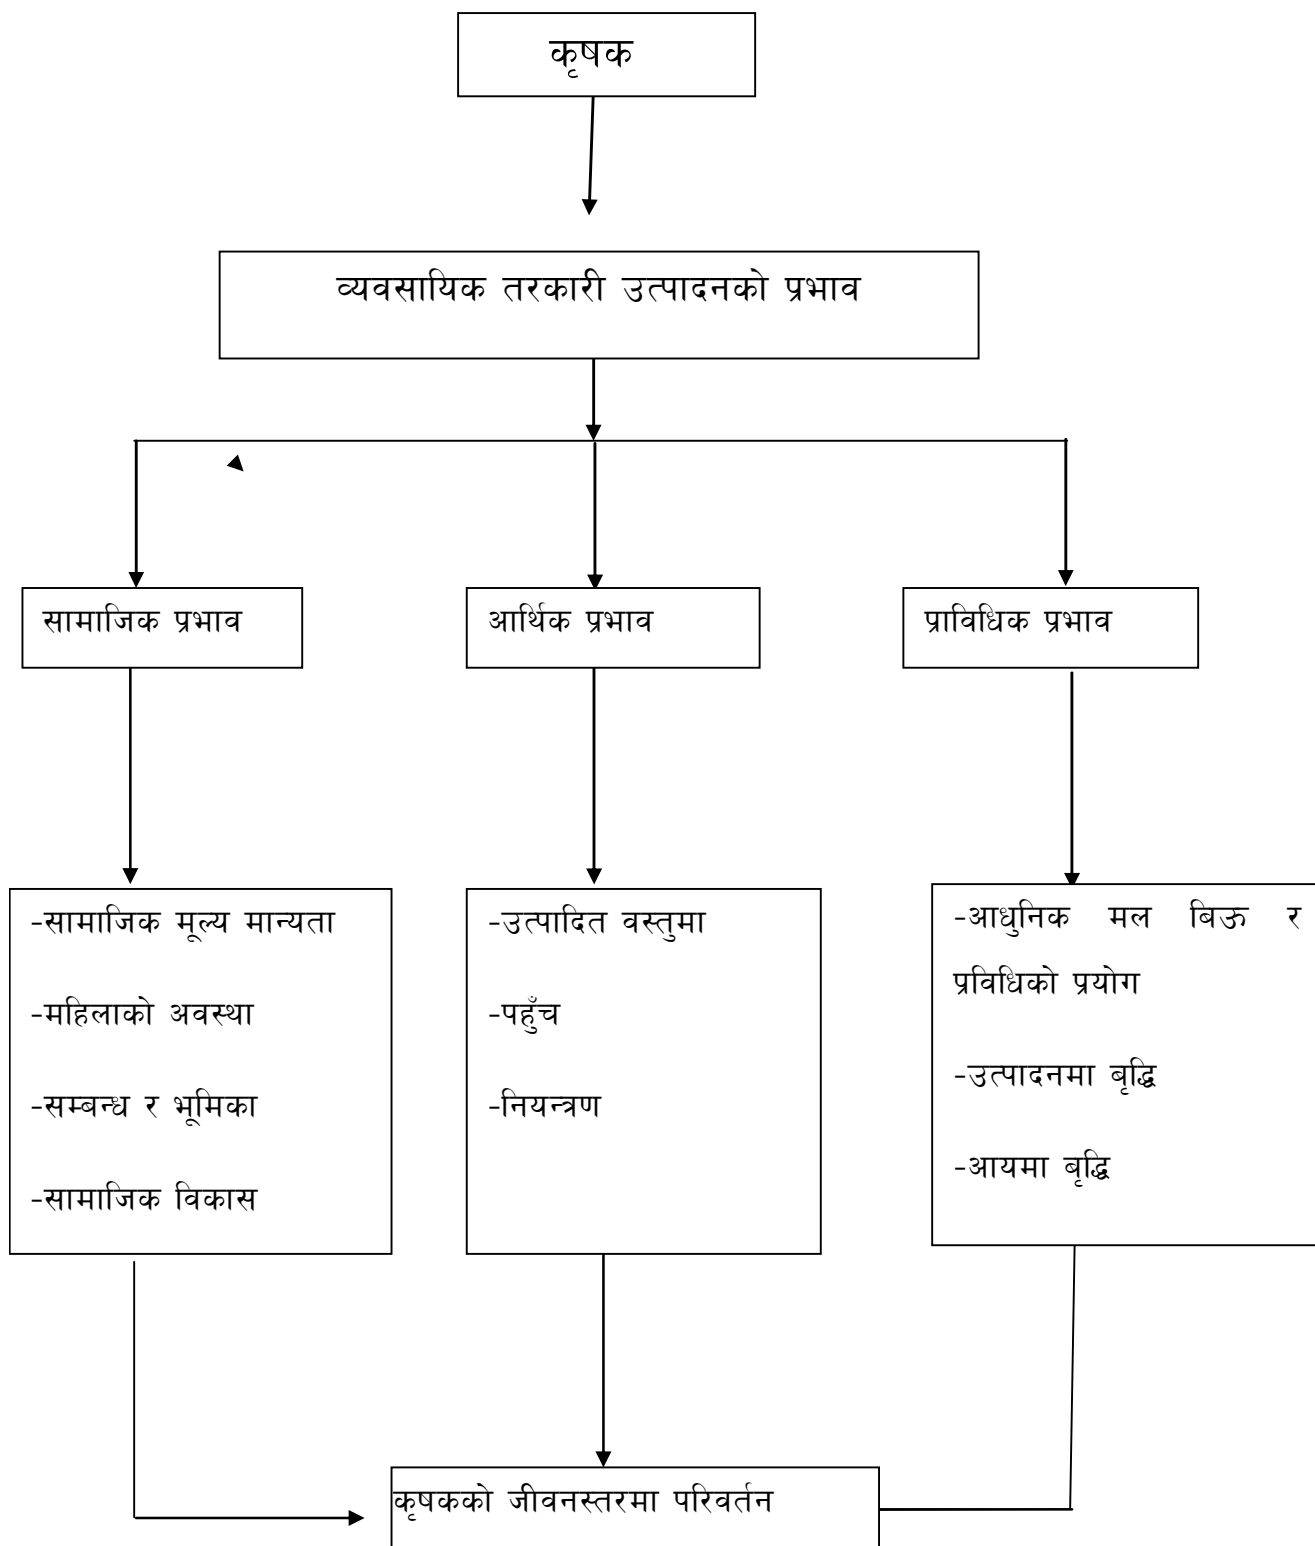 कृषक
व्यवसायिक तरकारी उत्पादनको प्रभाव
सामाजिक प्रभाव
आर्थिक प्रभाव
प्राविधिक प्रभाव
-सामाजिक मूल्य मान्यता
-महिलाको अवस्था
-सम्बन्ध र भूमिका
-सामाजिक विकास
-उत्पादित वस्तुमा
-पहुँच
-नियन्त्रण
-आधुनिक मल बिऊ र
प्रविधिको प्रयोग
-उत्पादनमा बृद्धि
-आयमा बृद्धि
कृषकको जीवनस्तरमा परिवर्तन